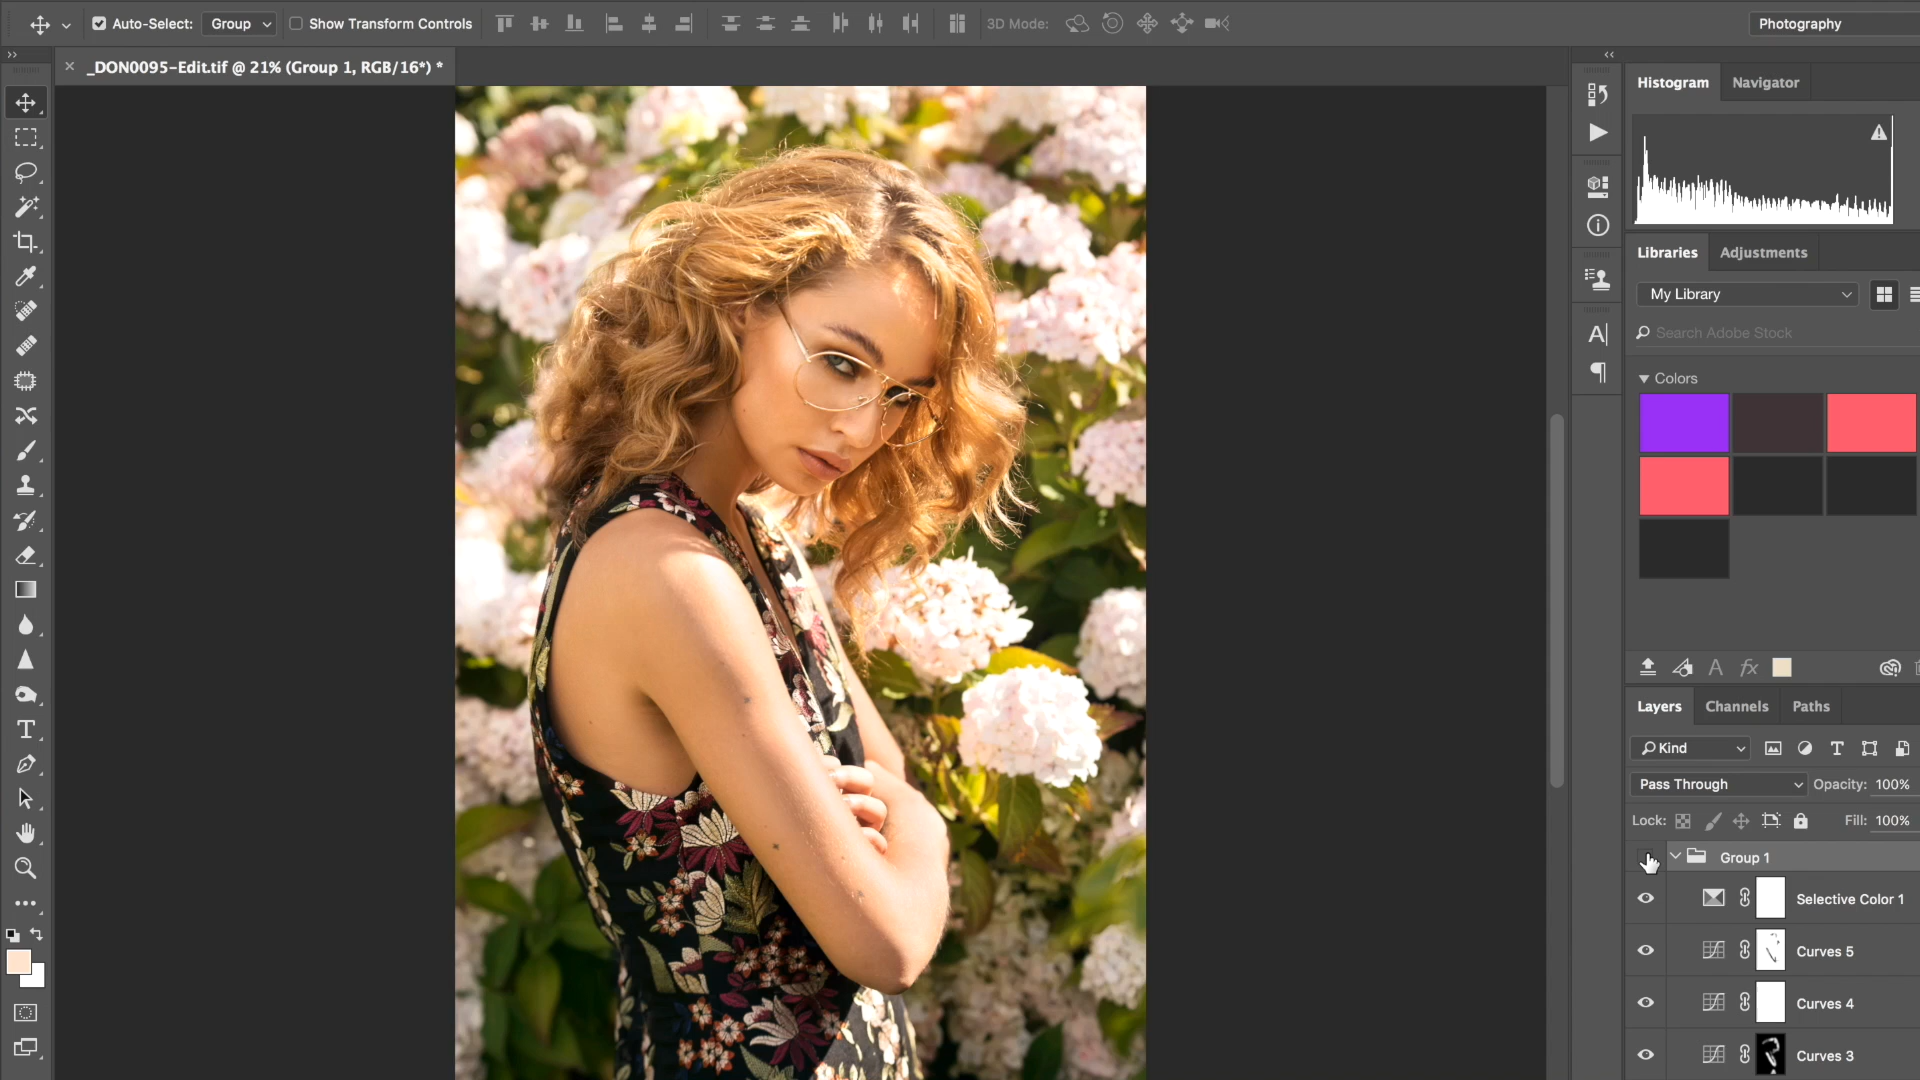 Auto-Select: Group Show Transform Controls 3D Mode: Photography
_DON0095-Edit.tif @ 21% (Group 1, RGB/16*) *
Histogram Navigator
Libraries Adjustments
My Library
Search Adobe Stock
Colors
Layers Channels Paths
Kind
Pass Through Opacity: 100%
Lock: Fill: 100%
Group 1
Selective Color 1
Curves 5
Curves 4
Curves 3